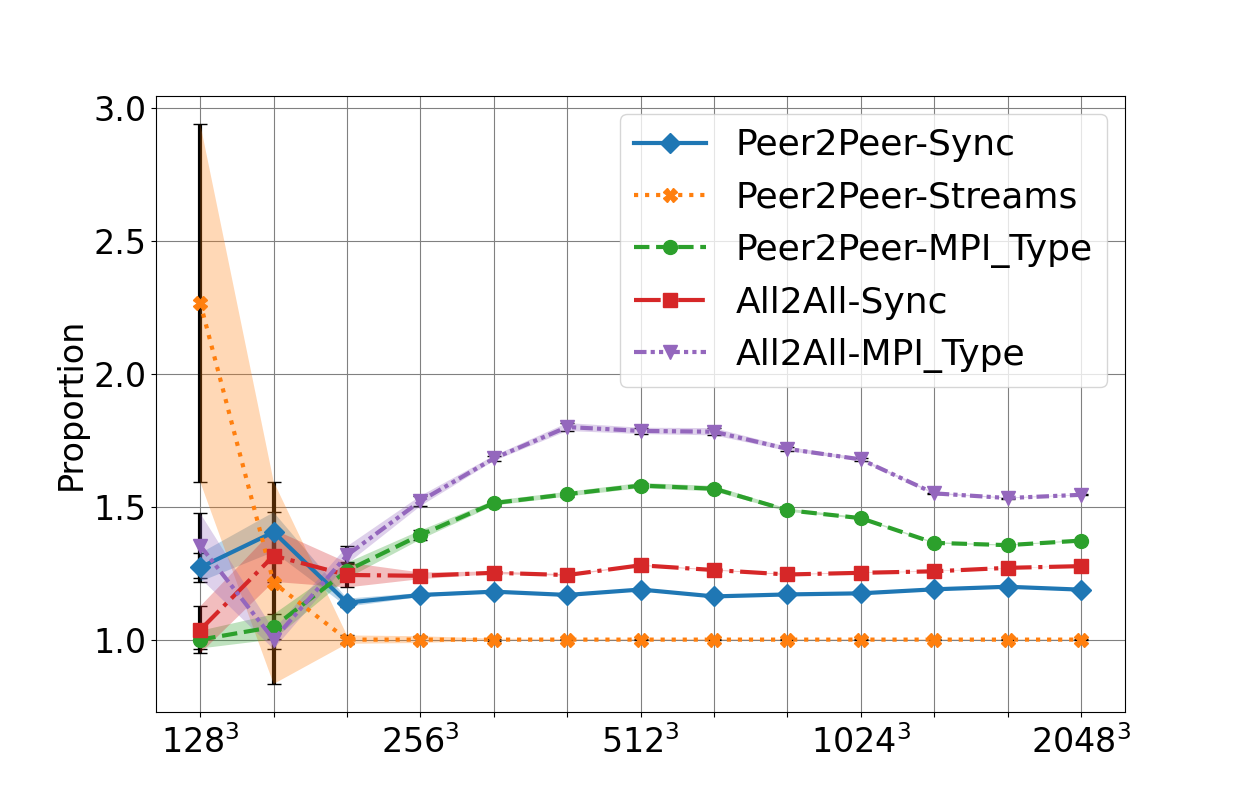 3.0
2.5
2.0
1.5
1.0
Proportion
Peer2Peer-Sync
Peer2Peer-Streams
Peer2Peer-MPI_Type
All2All-Sync
All2All-MPI_Type
128³ 256³ 512³ 1024³ 2048³